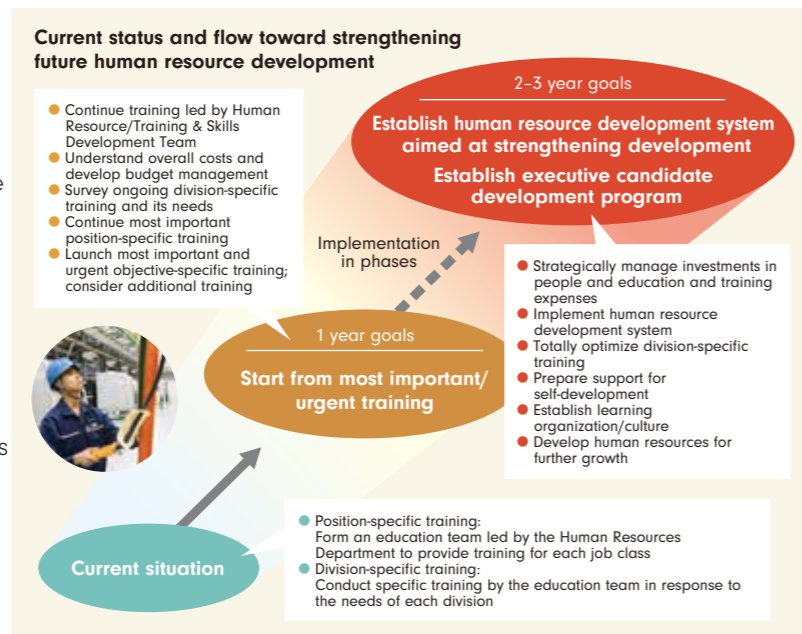 Current status and flow toward strengthening
future human resource development
● Continue training led by Human
Resource/Training & Skills
Development Team
● Understand overall costs and
develop budget management
● Survey ongoing division-specific
training and its needs
● Continue most important
position-specific training
● Launch most important and
urgent objective-specific training;
consider additional training
2–3 year goals
Establish human resource development system
aimed at strengthening development
Establish executive candidate
development program
Implementation
in phases
● Strategically manage investments in
people and education and training
expenses
● Implement human resource
development system
● Totally optimize division-specific
training
● Prepare support for
self-development
● Establish learning
organization/culture
● Develop human resources for
further growth
1 year goals
Start from most important/
urgent training
Current situation
● Position-specific training:
Form an education team led by the Human Resources
Department to provide training for each job class
● Division-specific training:
Conduct specific training by the education team in response to
the needs of each division
e
s